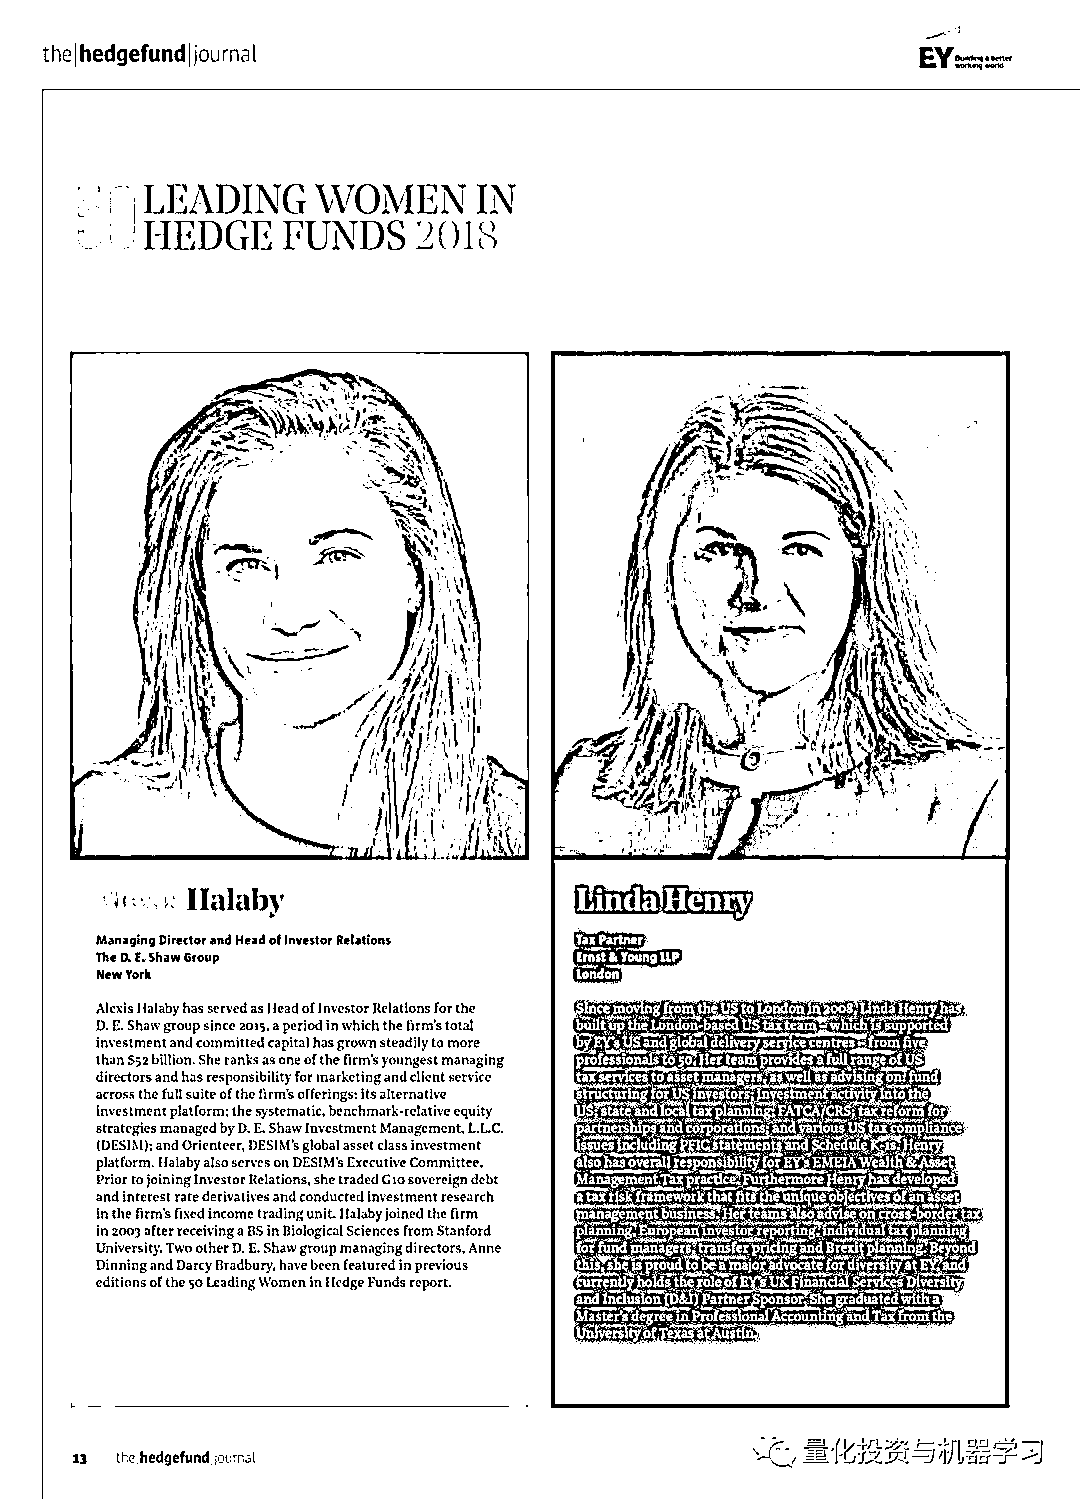 the|hedgefund|journal
EY Building a better
working world
50 LEADING WOMEN IN
HEDGE FUNDS 2018
Halaby
Managing Director and Head of Investor Relations
The D. E. Shaw Group
New York
Alexis Halaby has served as Head of Investor Relations for the
D. E. Shaw group since 2015, a period in which the firm's total
investment and committed capital has grown steadily to more
than $52 billion. She ranks as one of the firm's youngest managing
directors and has responsibility for marketing and client service
across the full suite of the firm's offerings: its alternative
investment platform; the systematic, benchmark-relative equity
strategies managed by D. E. Shaw Investment Management, L.L.C.
(DESIM); and Orienteer, DESIM's global asset class investment
platform. Halaby also serves on DESIM's Executive Committee.
Prior to joining Investor Relations, she traded G10 sovereign debt
and interest rate derivatives and conducted investment research
in the firm's fixed income trading unit. Halaby joined the firm
in 2003 after receiving a BS in Biological Sciences from Stanford
University. Two other D. E. Shaw group managing directors, Anne
Dinning and Darcy Bradbury, have been featured in previous
editions of the 50 Leading Women in Hedge Funds report.
Linda Henry
Tax Partner
Ernst & Young LLP
London
Since moving from the US to London in 2008, Linda Henry has
built up the London-based US tax team – which is supported
by EY's US and global delivery service centres – from five
professionals to 50. Her team provides a full range of US
tax services to asset managers, as well as advising on: fund
structuring for US investors; investment activity into the
US; state and local tax planning; FATCA/CRS; tax reform for
partnerships and corporations; and various US tax compliance
issues including PFIC statements and Schedule K-1s. Henry
also has overall responsibility for EY's EMEIA Wealth & Asset
Management Tax practice. Furthermore Henry has developed
a tax risk framework that fits the unique objectives of an asset
management business. Her teams also advise on cross-border tax
planning, European investor reporting, individual tax planning
for fund managers, transfer pricing and Brexit planning. Beyond
this, she is proud to be a major advocate for diversity at EY and
currently holds the role of EY's UK Financial Services Diversity
and Inclusion (D&I) Partner Sponsor. She graduated with a
Master's degree in Professional Accounting and Tax from the
University of Texas at Austin.
13 the|hedgefund|journal
量化投资与机器学习